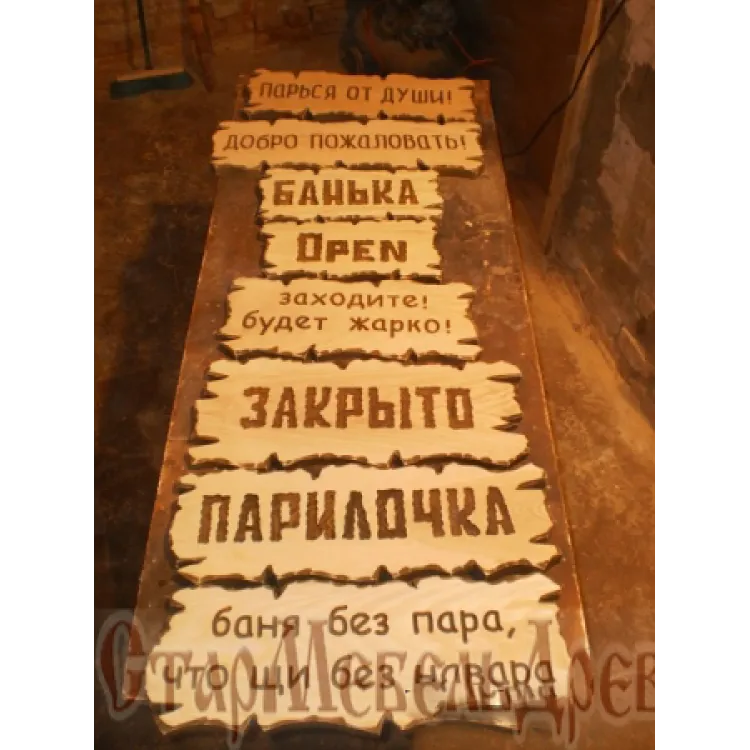 ПАРЬСЯ ОТ ДУШИ!
ДОБРО ПОЖАЛОВАТЬ!
БАНЬКА
OPEN
заходите!
будет жарко!
ЗАКРЫТО
ПАРИЛОЧКА
баня без пара,
что щи без навара
СтарМебельДрев